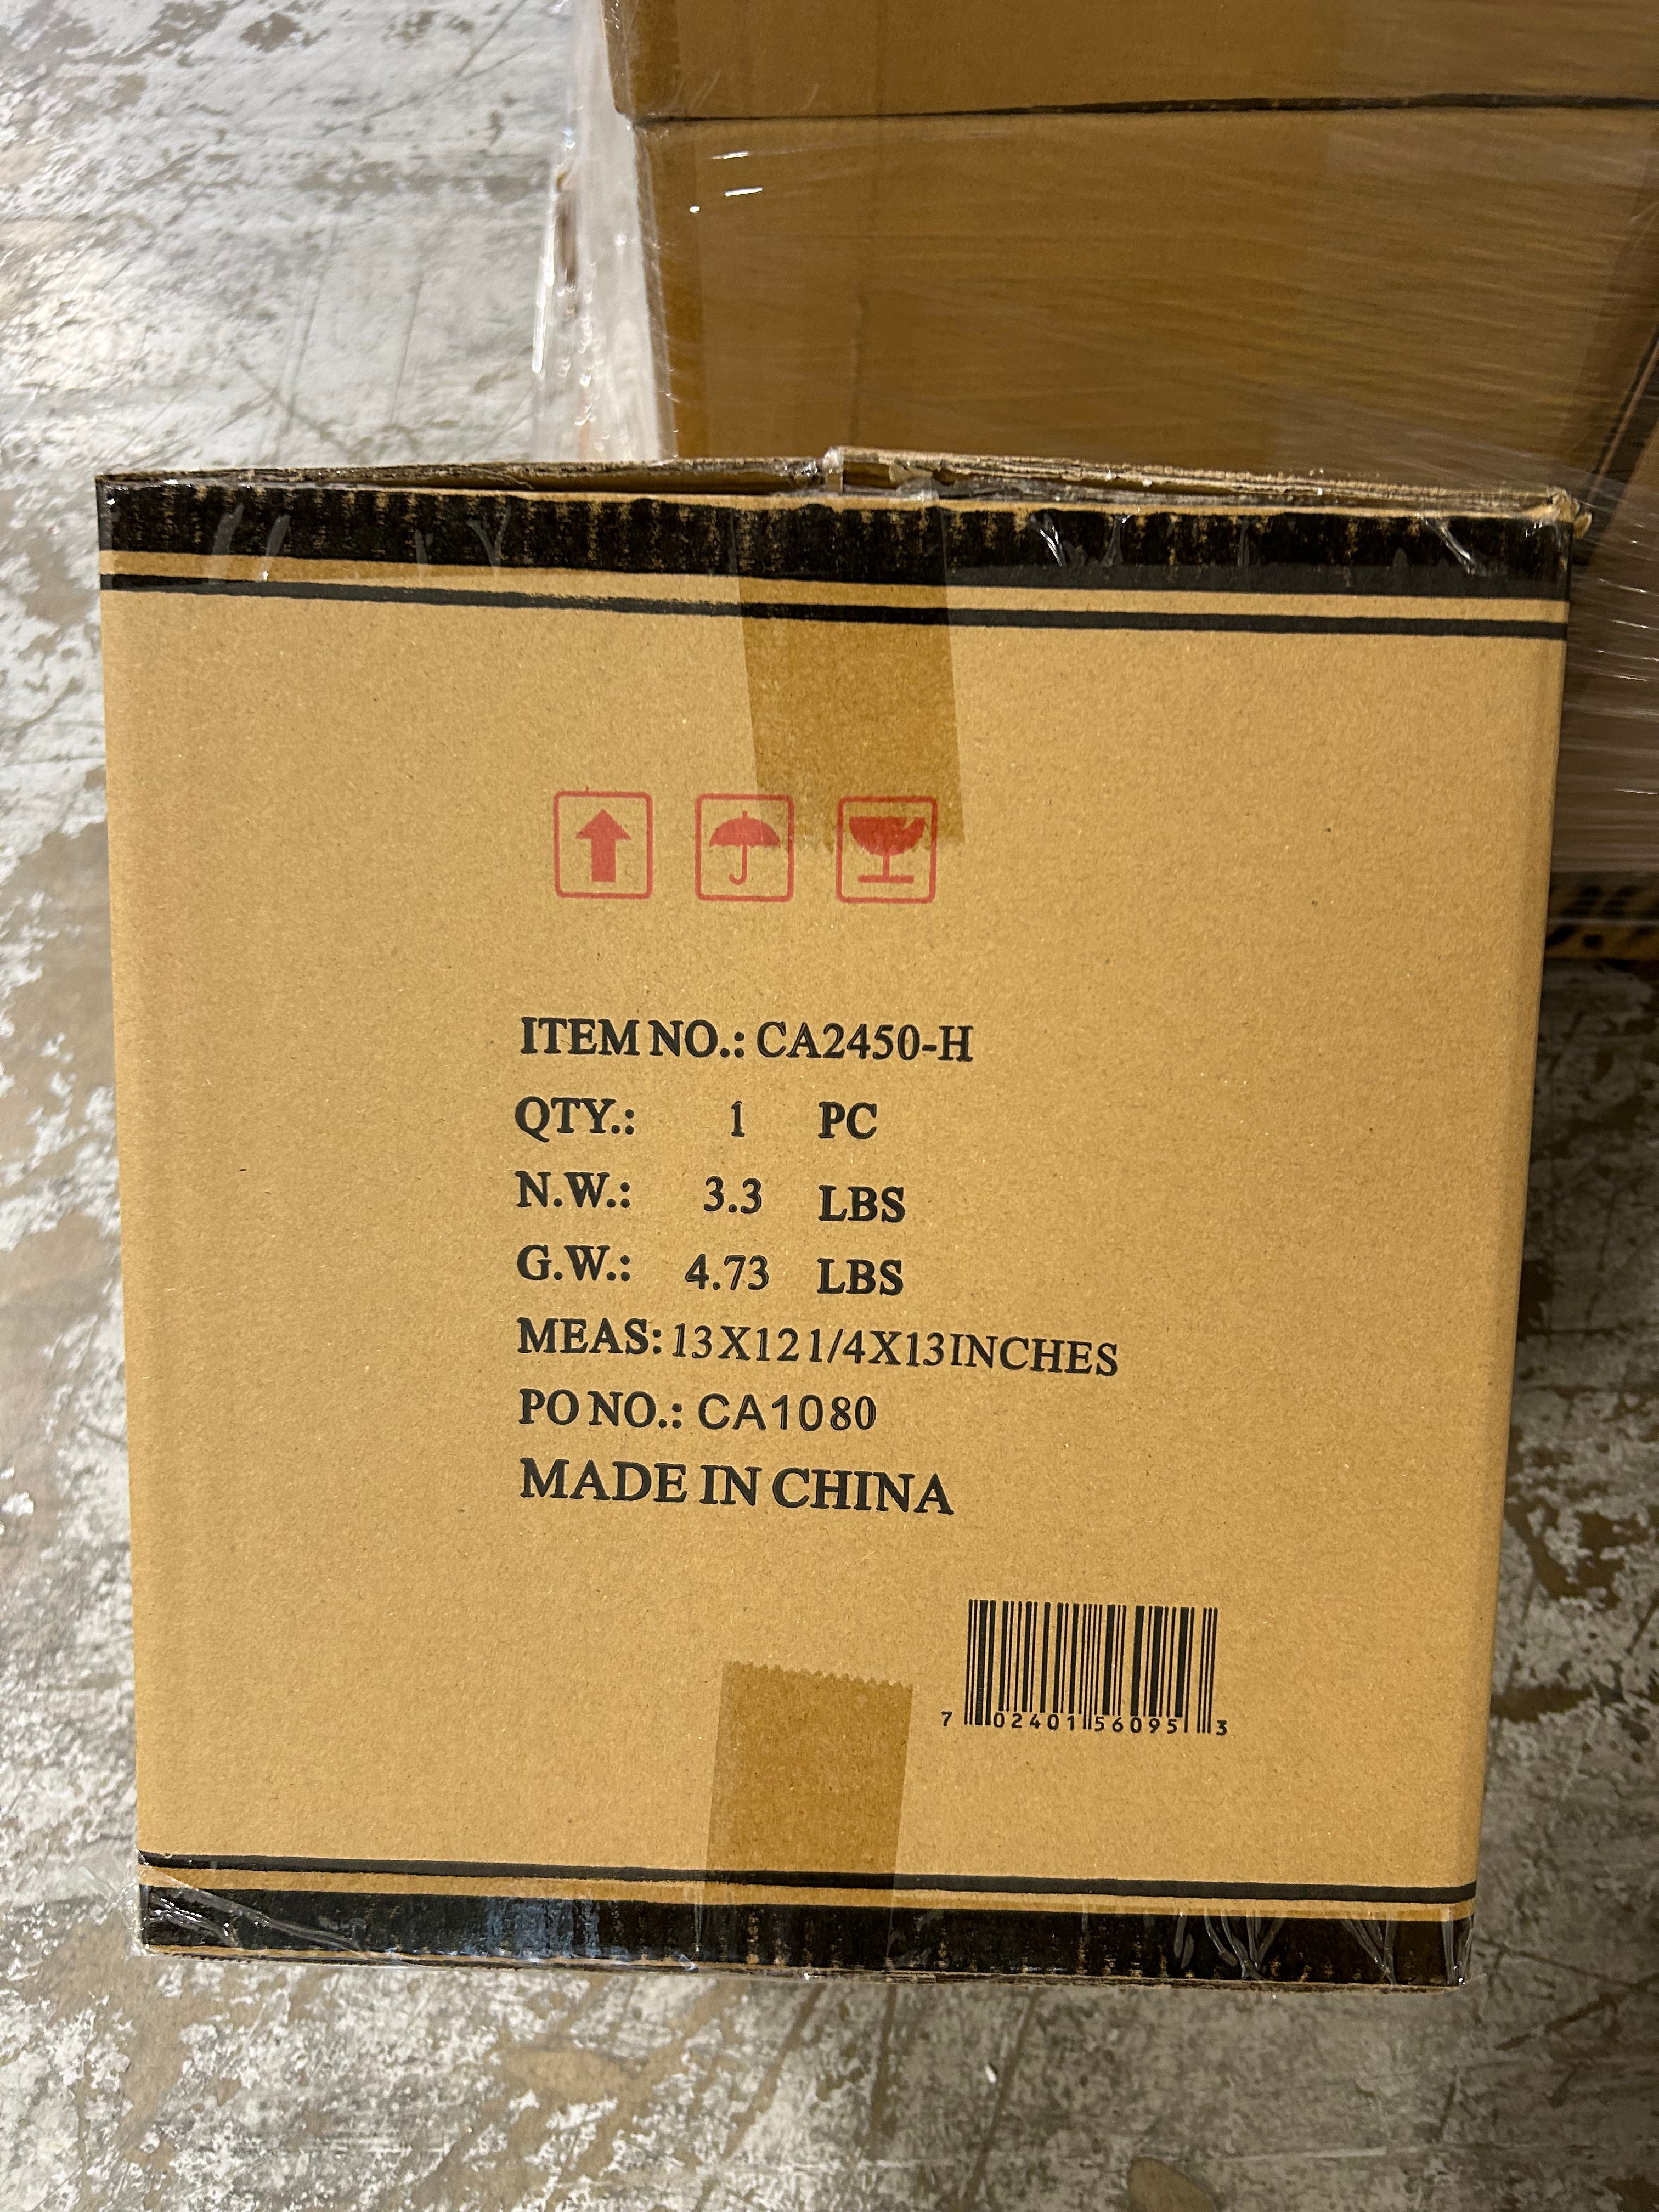 ITEM NO.: CA2450-H
QTY.: 1 PC
N.W.: 3.3 LBS
G.W.: 4.73 LBS
MEAS: 13X12 1/4X13 INCHES
PO NO.: CA1080
MADE IN CHINA
7 02401 56095 3